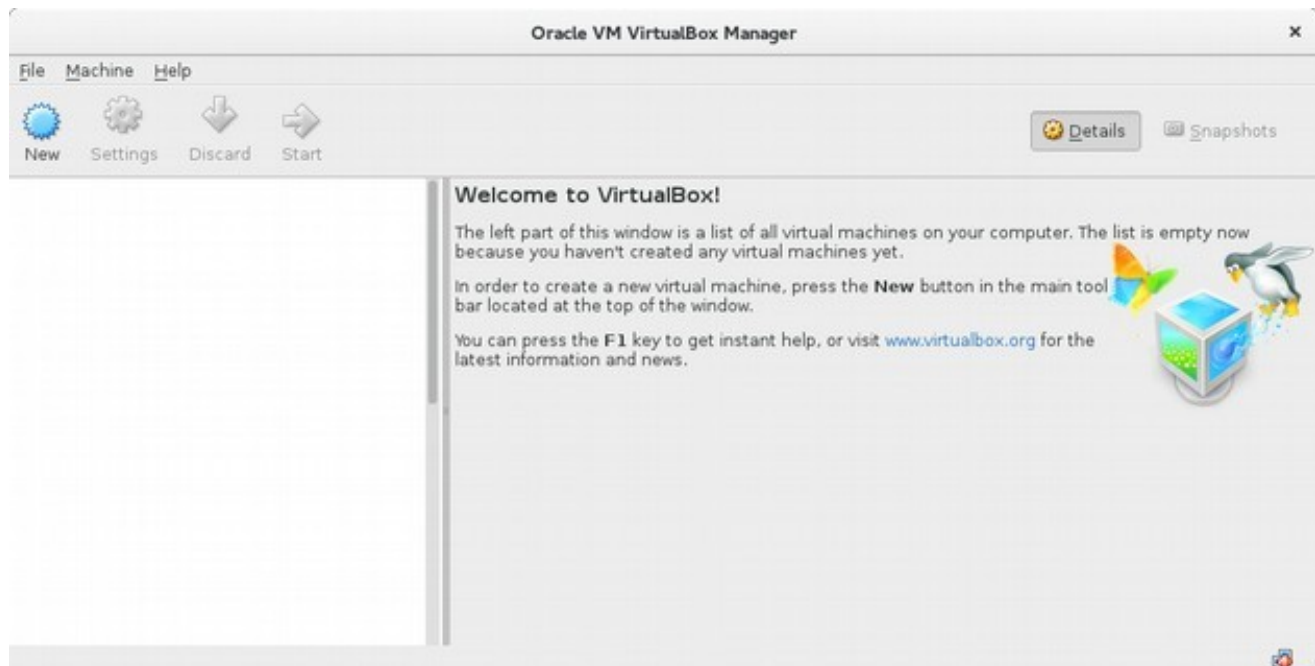 Oracle VM VirtualBox Manager
File Machine Help
New Settings Discard Start
Details Snapshots
Welcome to VirtualBox!
The left part of this window is a list of all virtual machines on your computer. The list is empty now
because you haven't created any virtual machines yet.
In order to create a new virtual machine, press the New button in the main tool
bar located at the top of the window.
You can press the F1 key to get instant help, or visit www.virtualbox.org for the
latest information and news.